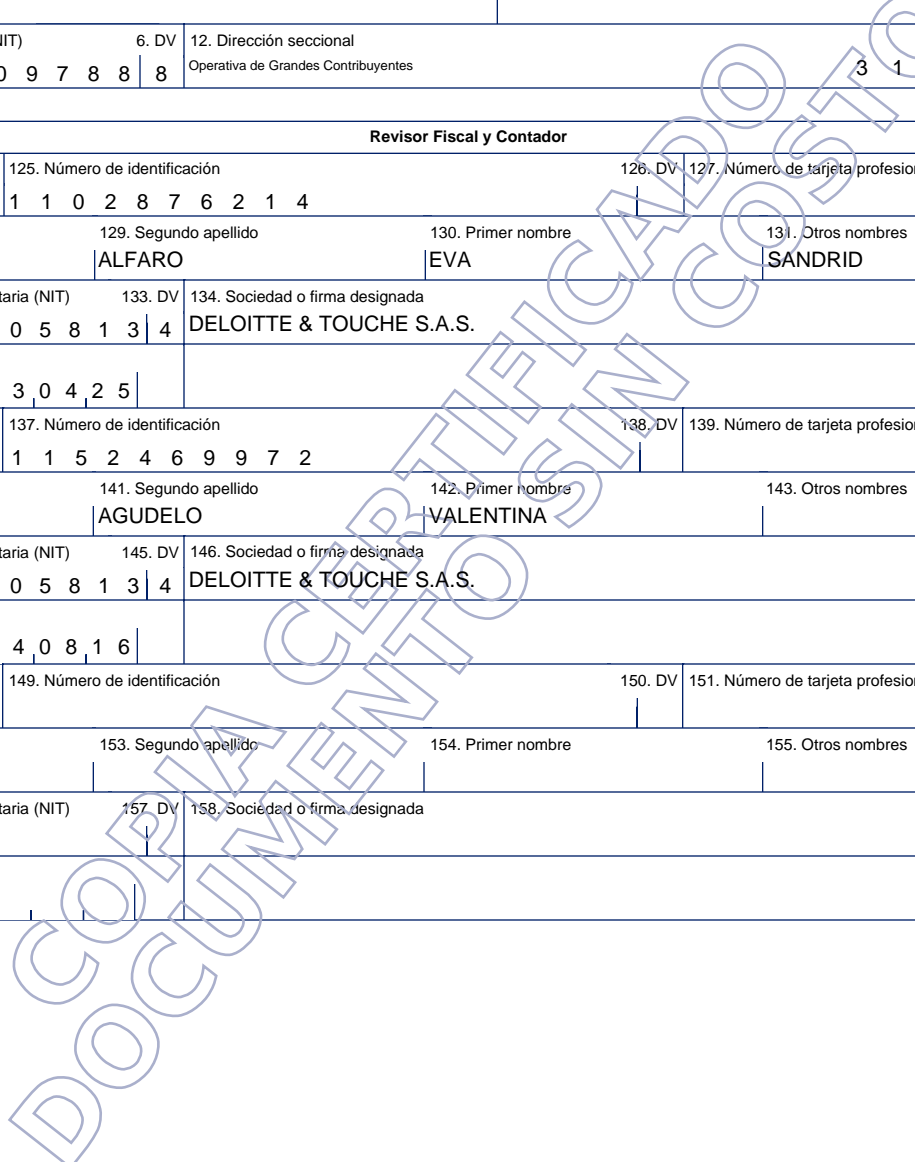 NIT) 6. DV 12. Dirección seccional
0 9 7 8 8 8 Operativa de Grandes Contribuyentes 3 1
Revisor Fiscal y Contador
125. Número de identificación 126. DV 127. Número de tarjeta profesion
1 1 0 2 8 7 6 2 1 4
129. Segundo apellido 130. Primer nombre 131. Otros nombres
ALFARO EVA SANDRID
taria (NIT) 133. DV 134. Sociedad o firma designada
0 5 8 1 3 4 DELOITTE & TOUCHE S.A.S.
3 0 4 2 5
137. Número de identificación 138. DV 139. Número de tarjeta profesion
1 1 5 2 4 6 9 9 7 2
141. Segundo apellido 142. Primer nombre 143. Otros nombres
AGUDELO VALENTINA
taria (NIT) 145. DV 146. Sociedad o firma designada
0 5 8 1 3 4 DELOITTE & TOUCHE S.A.S.
4 0 8 1 6
149. Número de identificación 150. DV 151. Número de tarjeta profesion
153. Segundo apellido 154. Primer nombre 155. Otros nombres
taria (NIT) 157. DV 158. Sociedad o firma designada
COPIA CERTIFICADO
DOCUMENTO SIN COSTO